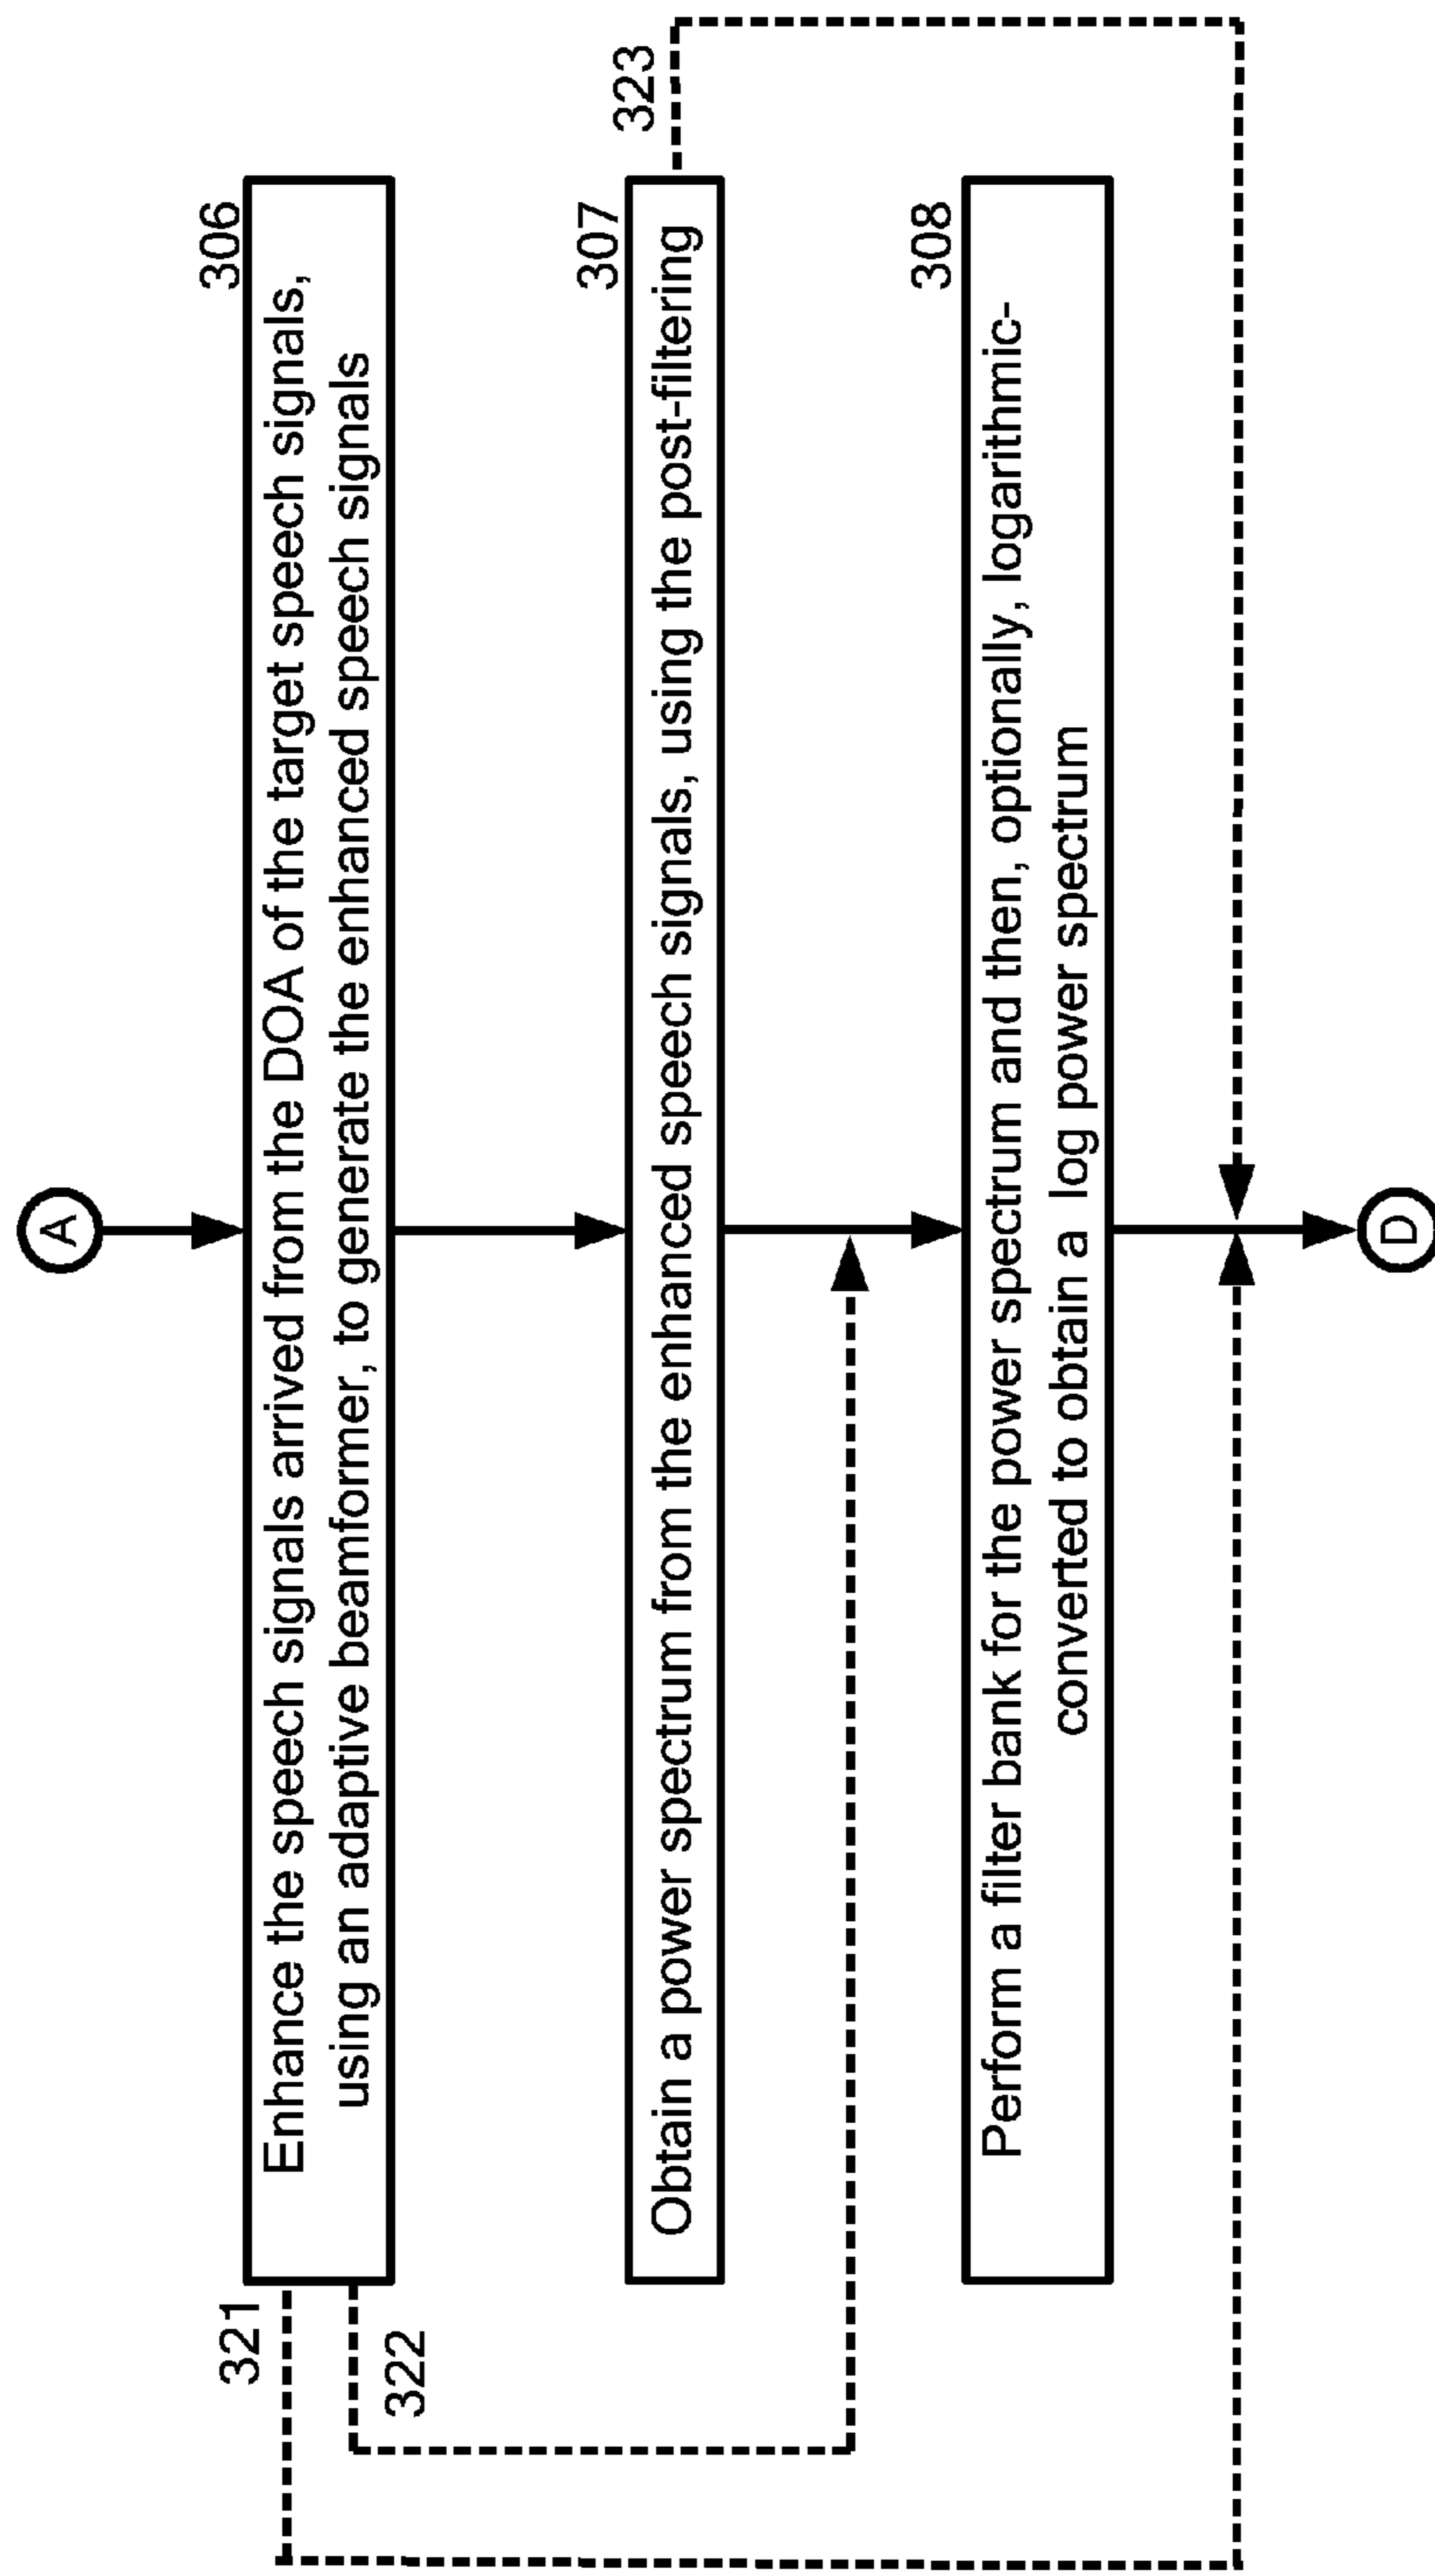 A
306
Enhance the speech signals arrived from the DOA of the target speech signals,
using an adaptive beamformer, to generate the enhanced speech signals
321
322
307
Obtain a power spectrum from the enhanced speech signals, using the post-filtering
323
308
Perform a filter bank for the power spectrum and then, optionally, logarithmic-
converted to obtain a log power spectrum
D